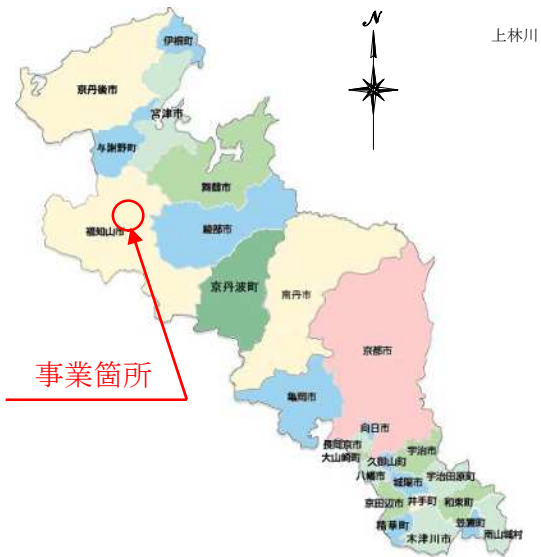 N
上林川
伊根町
京丹後市
宮津市
与謝野町
舞鶴市
福知山市
綾部市
京丹波町
南丹市
京都市
事業箇所
亀岡市
向日市
長岡京市
大山崎町
宇治市
久御山町
八幡市
宇治田原町
城陽市
京田辺市
井手町
和束町
精華町
笠置町
南山城村
木津川市